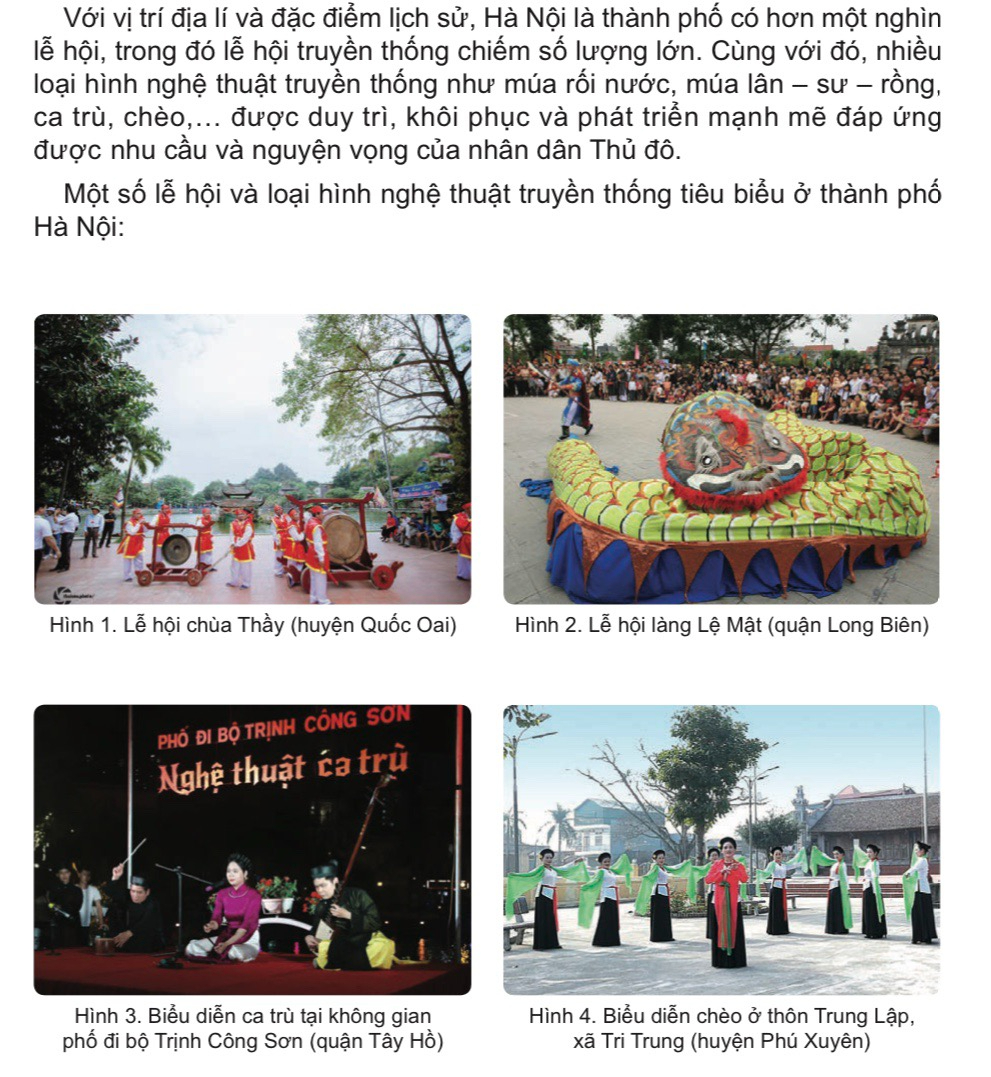 Với vị trí địa lí và đặc điểm lịch sử, Hà Nội là thành phố có hơn một nghìn
lễ hội, trong đó lễ hội truyền thống chiếm số lượng lớn. Cùng với đó, nhiều
loại hình nghệ thuật truyền thống như múa rối nước, múa lân – sư – rồng,
ca trù, chèo,... được duy trì, khôi phục và phát triển mạnh mẽ đáp ứng
được nhu cầu và nguyện vọng của nhân dân Thủ đô.
Một số lễ hội và loại hình nghệ thuật truyền thống tiêu biểu ở thành phố
Hà Nội:
Hình 1. Lễ hội chùa Thầy (huyện Quốc Oai)
Hình 2. Lễ hội làng Lệ Mật (quận Long Biên)
PHỐ ĐI BỘ TRỊNH CÔNG SƠN
Nghệ thuật ca trù
Hình 3. Biểu diễn ca trù tại không gian
phố đi bộ Trịnh Công Sơn (quận Tây Hồ)
Hình 4. Biểu diễn chèo ở thôn Trung Lập,
xã Tri Trung (huyện Phú Xuyên)